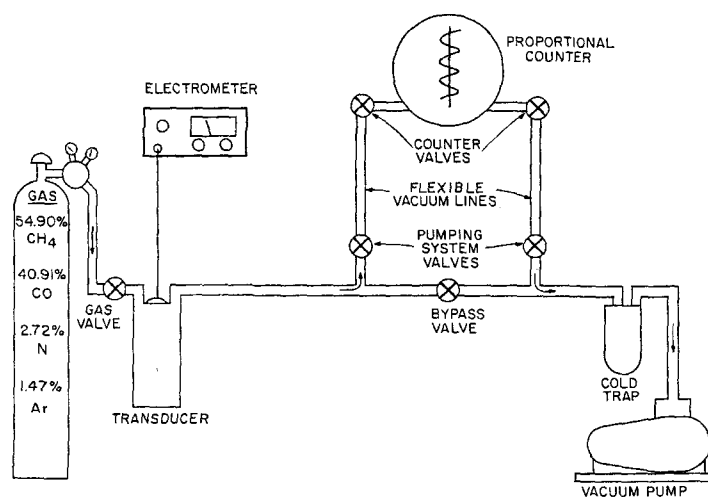 PROPORTIONAL
COUNTER
ELECTROMETER
COUNTER
VALVES
GAS
54.90%
CH4
FLEXIBLE
VACUUM LINES
PUMPING
SYSTEM
VALVES
40.91%
CO
GAS
VALVE
BYPASS
VALVE
2.72%
N
1.47%
Ar
COLD
TRAP
TRANSDUCER
VACUUM PUMP